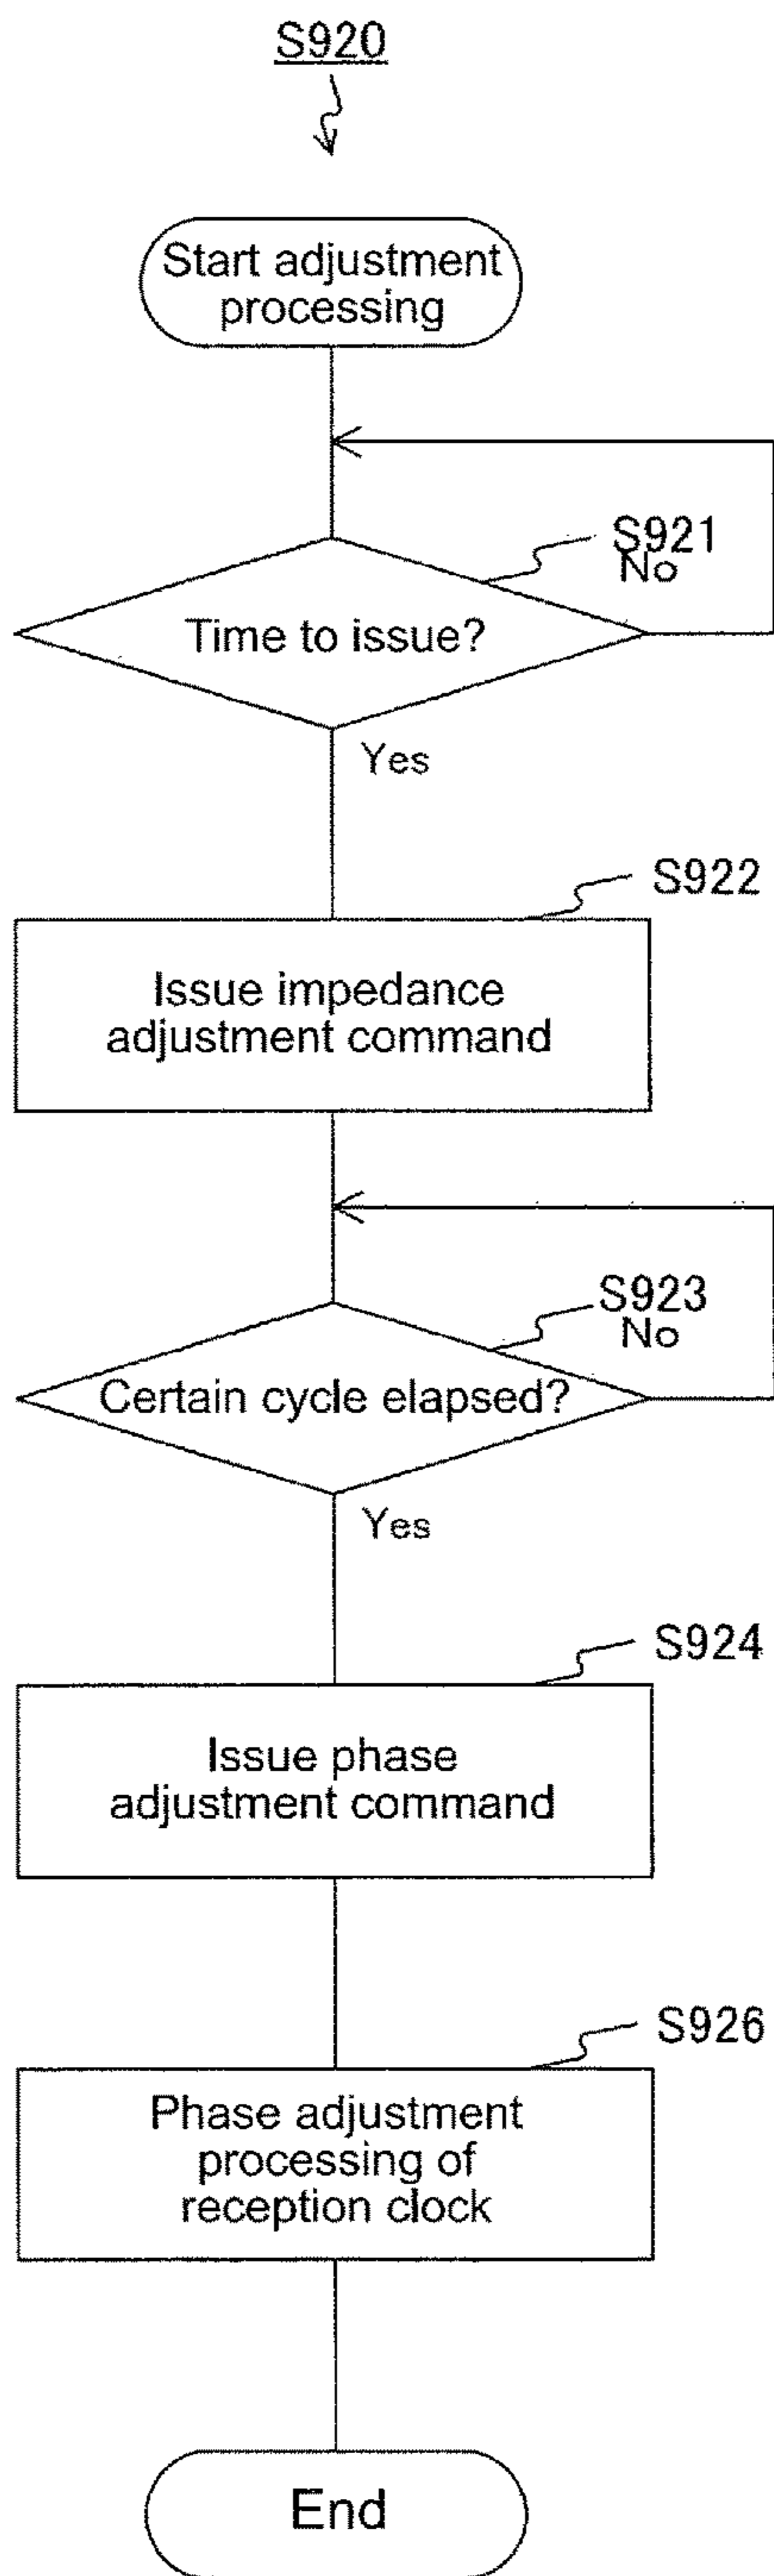 S920
Start adjustment
processing
S921
No
Time to issue?
Yes
S922
Issue impedance
adjustment command
S923
No
Certain cycle elapsed?
Yes
S924
Issue phase
adjustment command
S926
Phase adjustment
processing of
reception clock
End